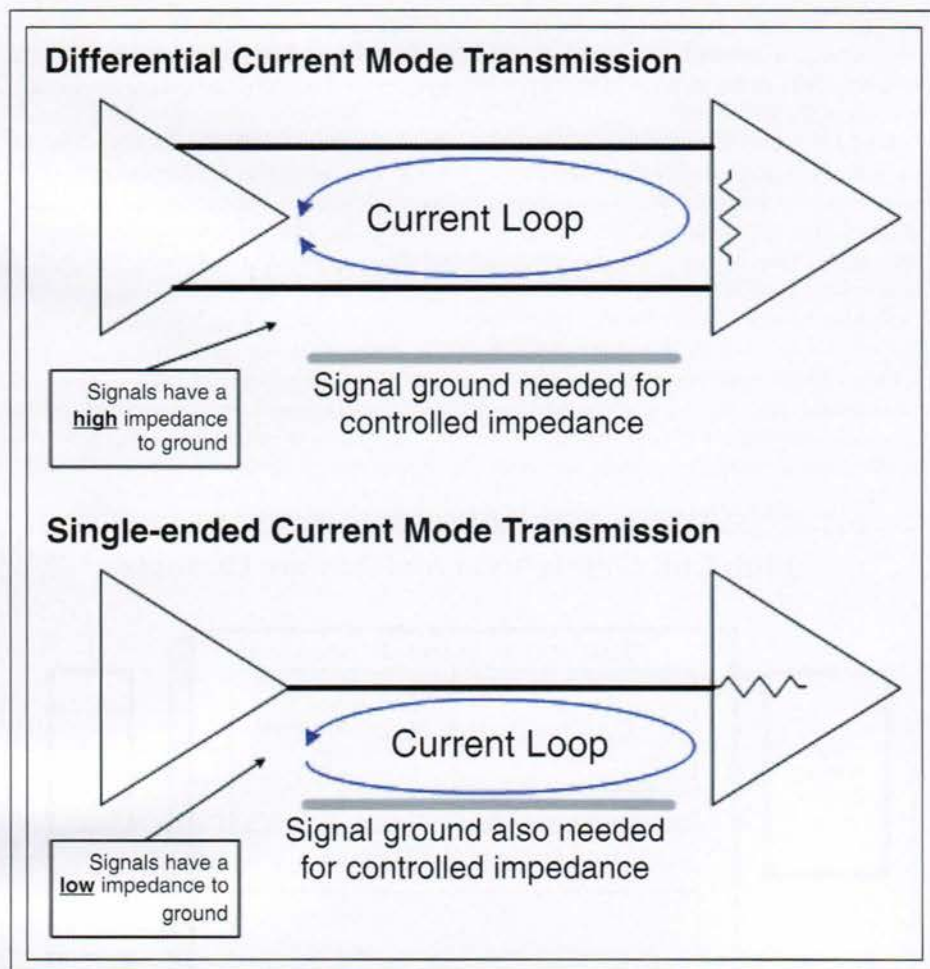 Differential Current Mode Transmission
Current Loop
Signals have a
high impedance
to ground
Signal ground needed for
controlled impedance
Single-ended Current Mode Transmission
Current Loop
Signals have a
low impedance to
ground
Signal ground also needed
for controlled impedance